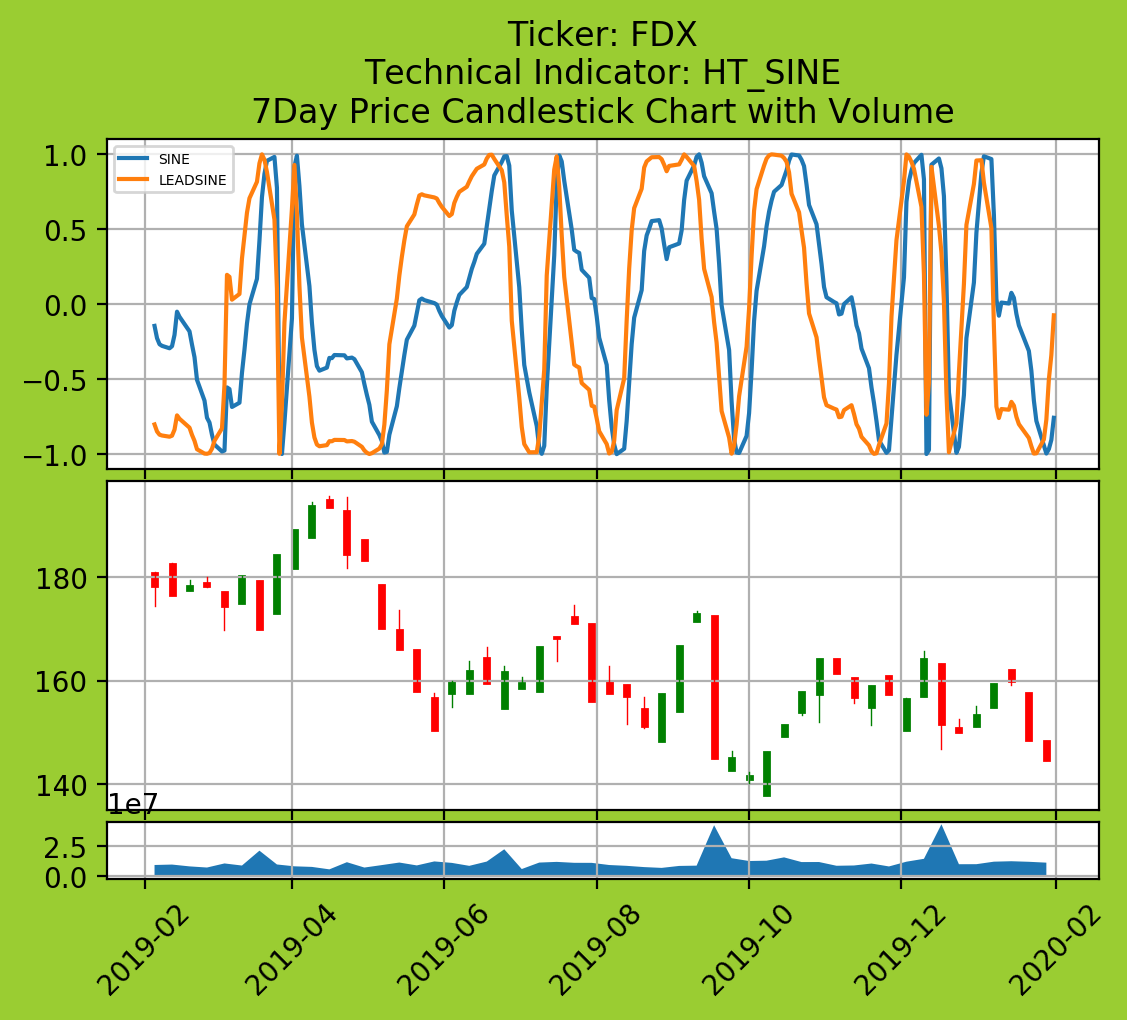 Ticker: FDX
Technical Indicator: HT_SINE
7Day Price Candlestick Chart with Volume
1.0
0.5
0.0
−0.5
−1.0
SINE
LEADSINE
180
160
140
1e7
2.5
0.0
2019-02
2019-04
2019-06
2019-08
2019-10
2019-12
2020-02